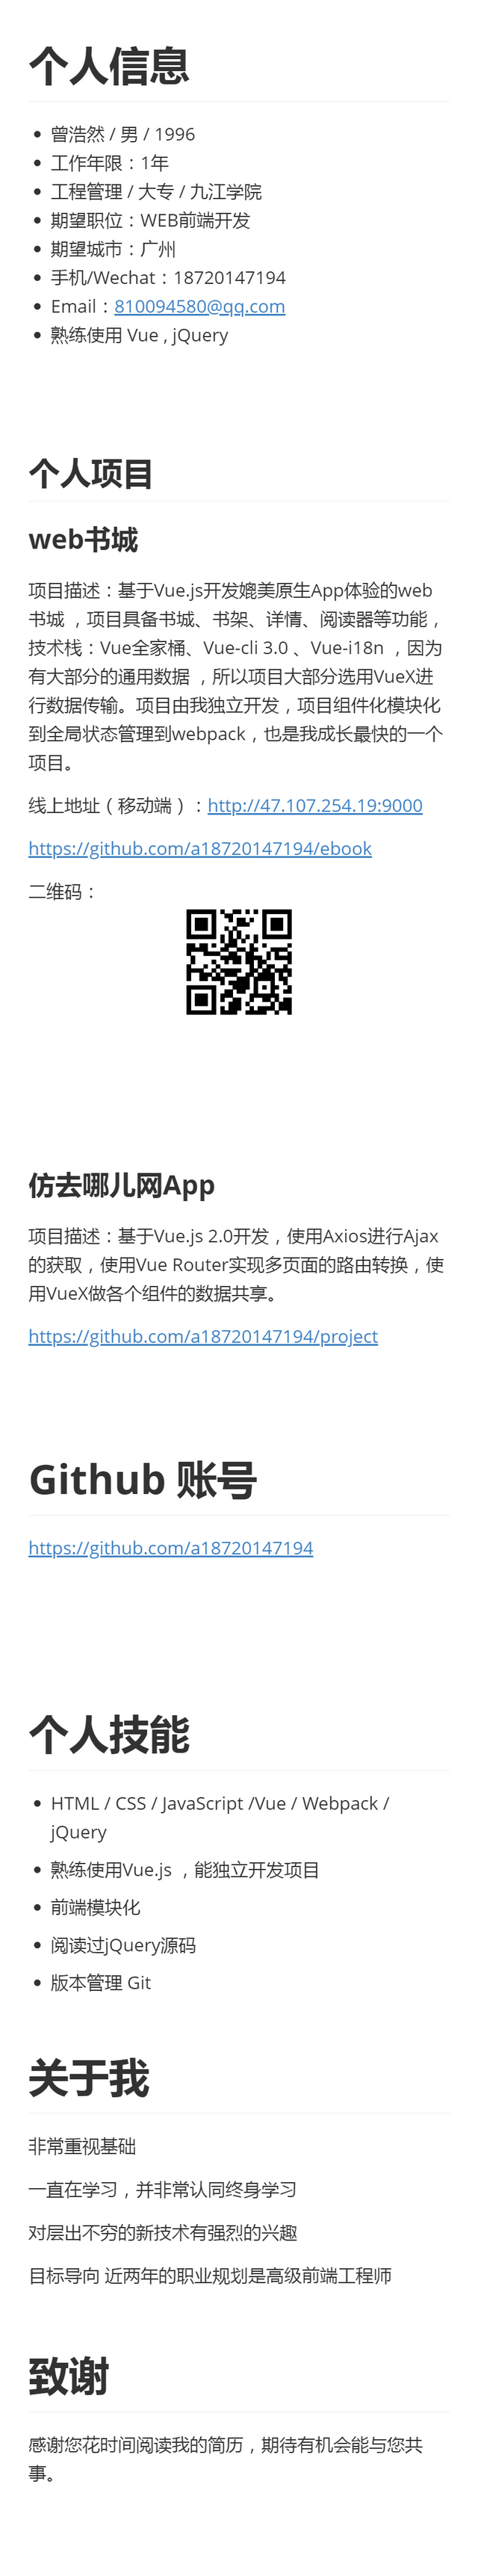 个人信息
曾浩然 / 男 / 1996
工作年限：1年
工程管理 / 大专 / 九江学院
期望职位：WEB前端开发
期望城市：广州
手机/Wechat：18720147194
Email：810094580@qq.com
熟练使用 Vue , jQuery
个人项目
web书城
项目描述：基于Vue.js开发媲美原生App体验的web
书城 ，项目具备书城、书架、详情、阅读器等功能，
技术栈：Vue全家桶、Vue-cli 3.0 、Vue-i18n ，因为
有大部分的通用数据 ，所以项目大部分选用VueX进
行数据传输。项目由我独立开发，项目组件化模块化
到全局状态管理到webpack，也是我成长最快的一个
项目。
线上地址（移动端）：http://47.107.254.19:9000
https://github.com/a18720147194/ebook
二维码：
仿去哪儿网App
项目描述：基于Vue.js 2.0开发，使用Axios进行Ajax
的获取，使用Vue Router实现多页面的路由转换，使
用VueX做各个组件的数据共享。
https://github.com/a18720147194/project
Github 账号
https://github.com/a18720147194
个人技能
HTML / CSS / JavaScript /Vue / Webpack /
jQuery
熟练使用Vue.js ，能独立开发项目
前端模块化
阅读过jQuery源码
版本管理 Git
关于我
非常重视基础
一直在学习，并非常认同终身学习
对层出不穷的新技术有强烈的兴趣
目标导向 近两年的职业规划是高级前端工程师
致谢
感谢您花时间阅读我的简历，期待有机会能与您共
事。